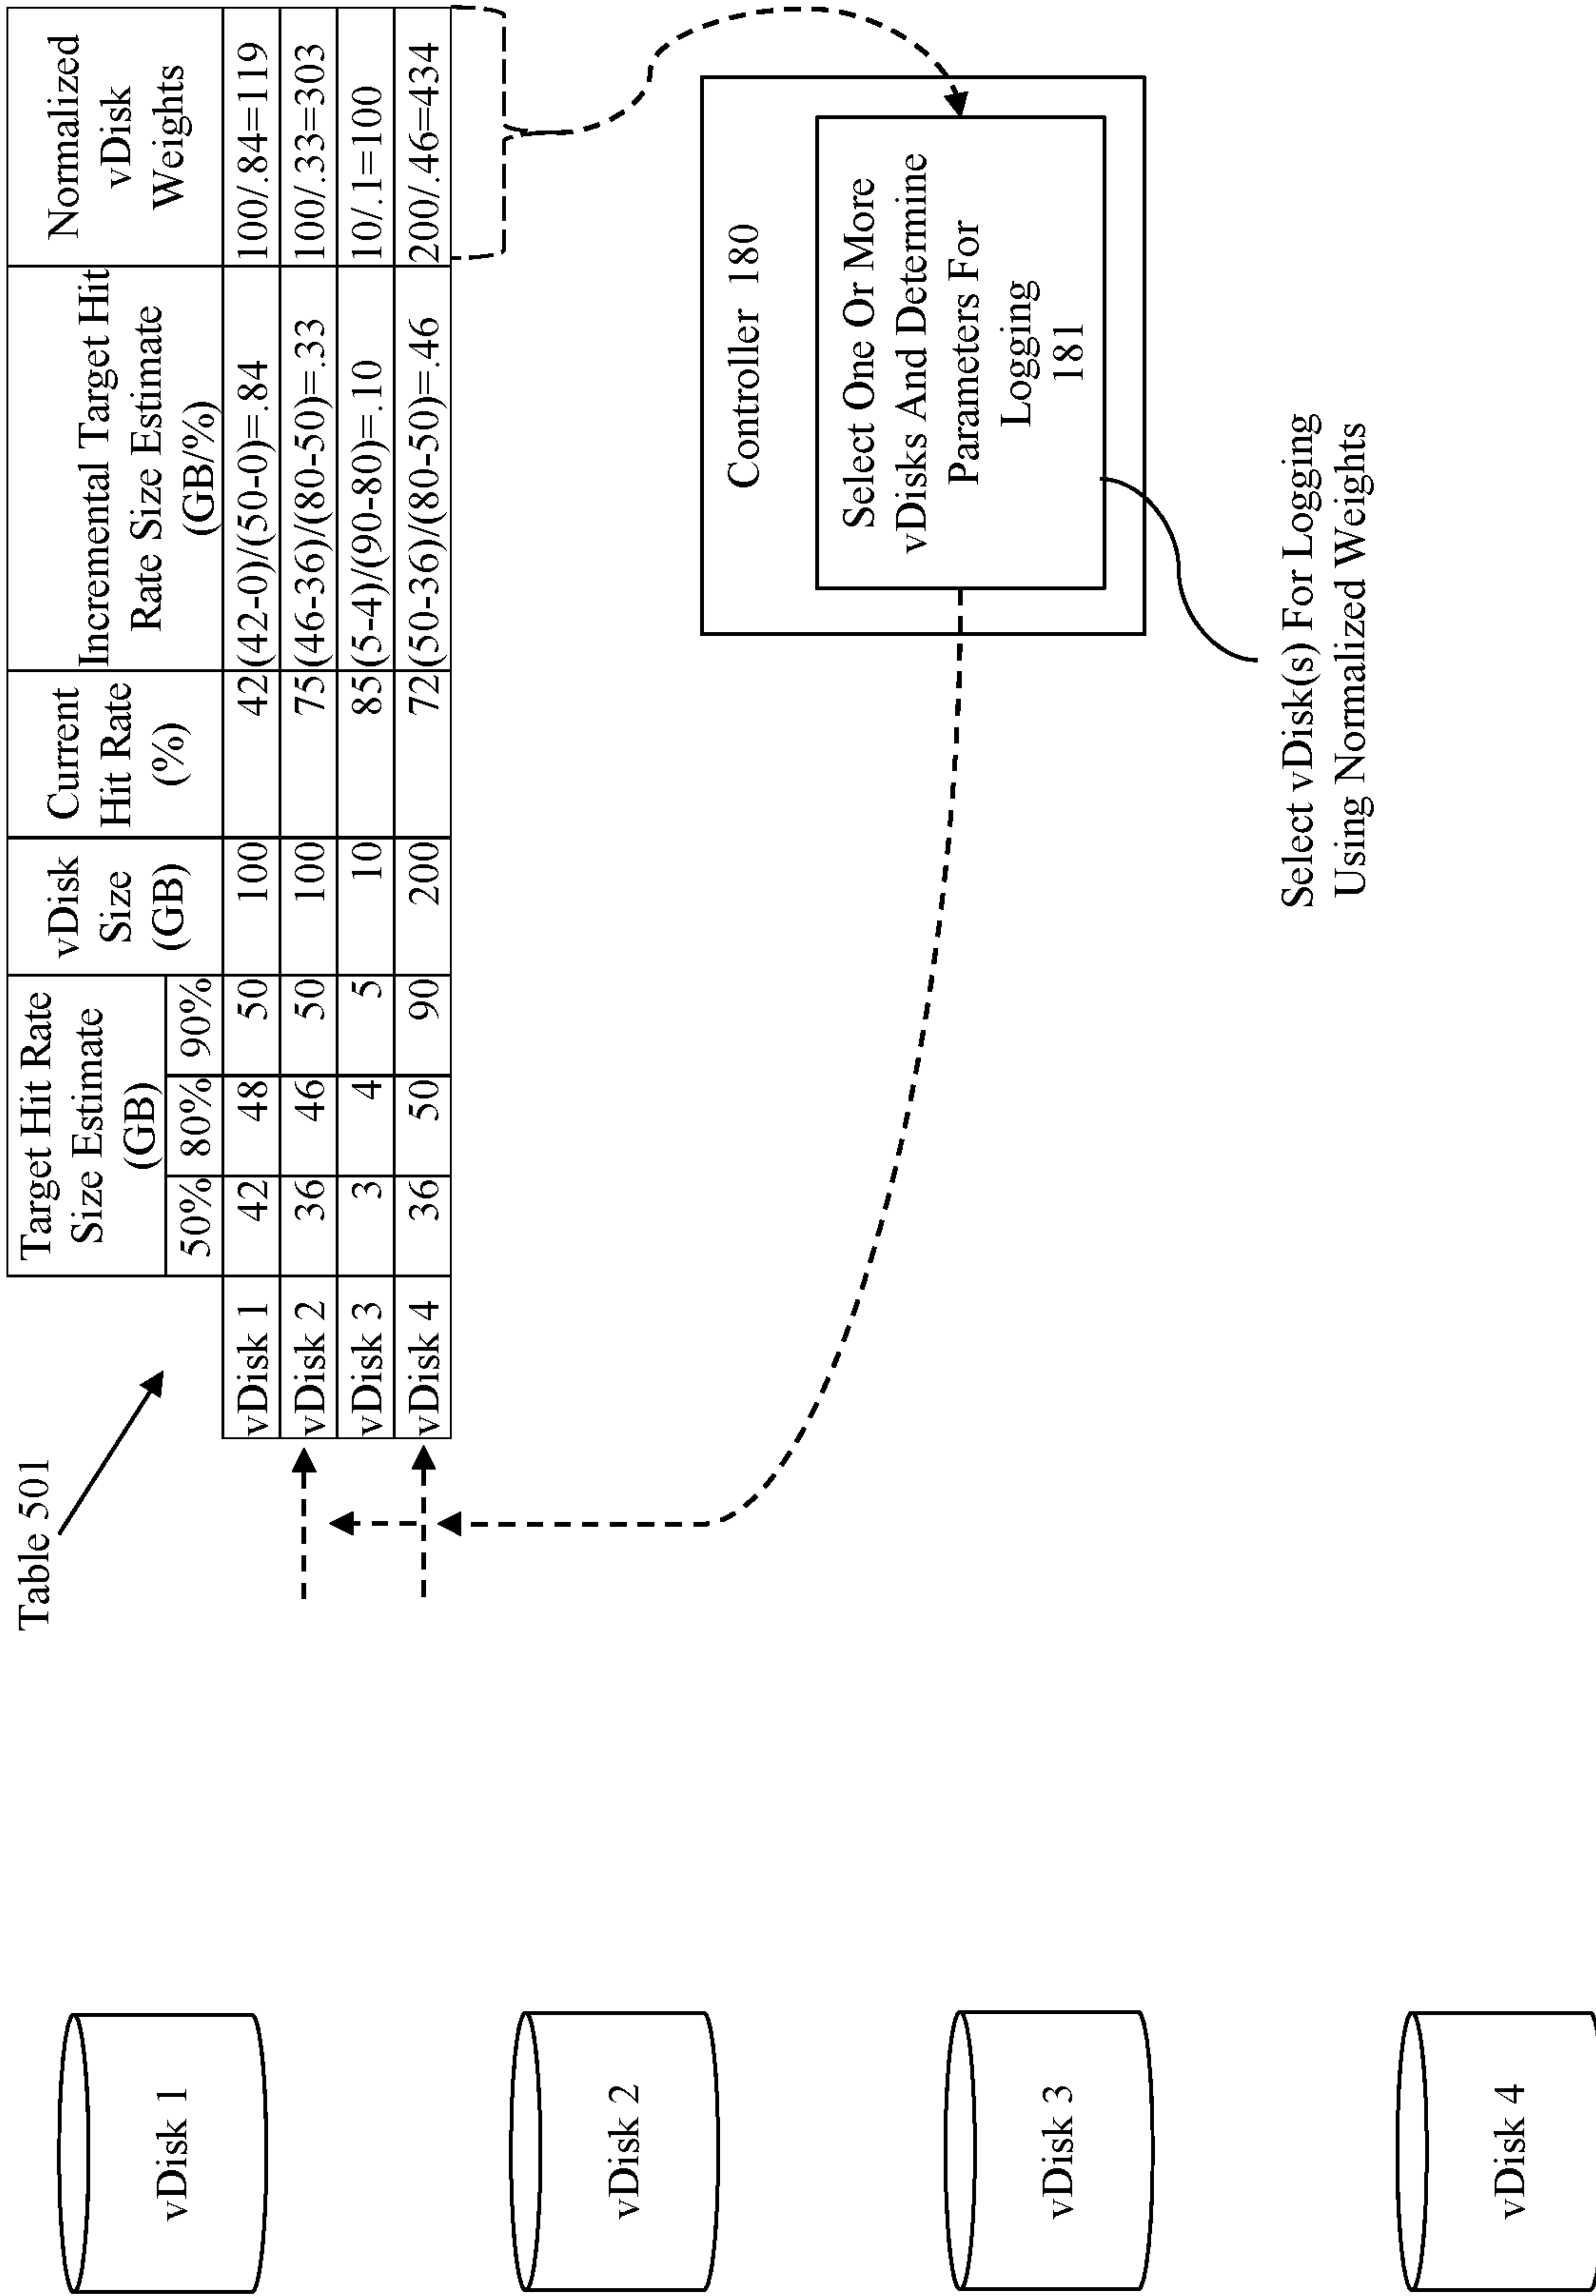 Table 501
Target Hit Rate
Size Estimate
(GB)
vDisk
Size
(GB)
Current
Hit Rate
(%)
Incremental Target Hit
Rate Size Estimate
(GB/%)
Normalized
vDisk
Weights
50% 80% 90%
vDisk 1 42 48 50 100 42 (42-0)/(50-0)=.84 100/.84=119
vDisk 2 36 46 50 100 75 (46-36)/(80-50)=.33 100/.33=303
vDisk 3 3 4 5 10 85 (5-4)/(90-80)=.10 10/.1=100
vDisk 4 36 50 90 200 72 (50-36)/(80-50)=.46 200/.46=434
Controller 180
Select One Or More
vDisks And Determine
Parameters For
Logging
181
Select vDisk(s) For Logging
Using Normalized Weights
vDisk 1
vDisk 2
vDisk 3
vDisk 4